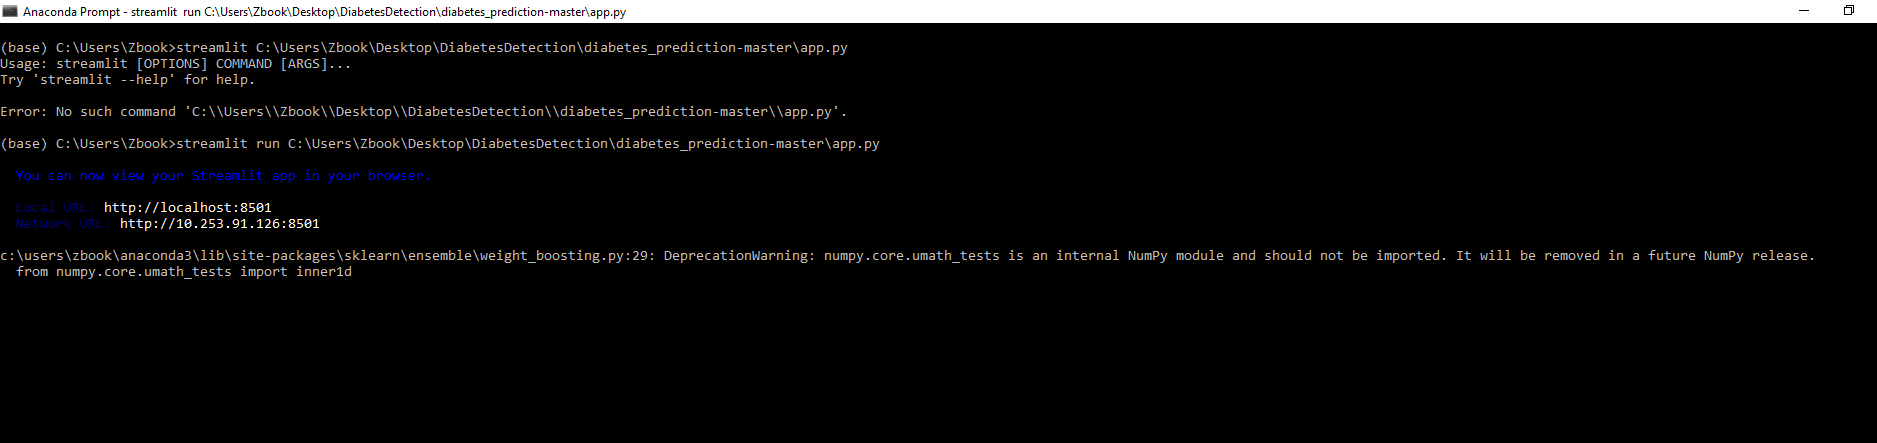 Anaconda Prompt - streamlit  run C:\Users\Zbook\Desktop\DiabetesDetection\diabetes_prediction-master\app.py
(base) C:\Users\Zbook>streamlit C:\Users\Zbook\Desktop\DiabetesDetection\diabetes_prediction-master\app.py
Usage: streamlit [OPTIONS] COMMAND [ARGS]...
Try 'streamlit --help' for help.
Error: No such command 'C:\\Users\\Zbook\\Desktop\\DiabetesDetection\\diabetes_prediction-master\\app.py'.
(base) C:\Users\Zbook>streamlit run C:\Users\Zbook\Desktop\DiabetesDetection\diabetes_prediction-master\app.py
You can now view your Streamlit app in your browser.
Local URL: http://localhost:8501
Network URL: http://10.253.91.126:8501
c:\users\zbook\anaconda3\lib\site-packages\sklearn\ensemble\weight_boosting.py:29: DeprecationWarning: numpy.core.umath_tests is an internal NumPy module and should not be imported. It will be removed in a future NumPy release.
from numpy.core.umath_tests import inner1d